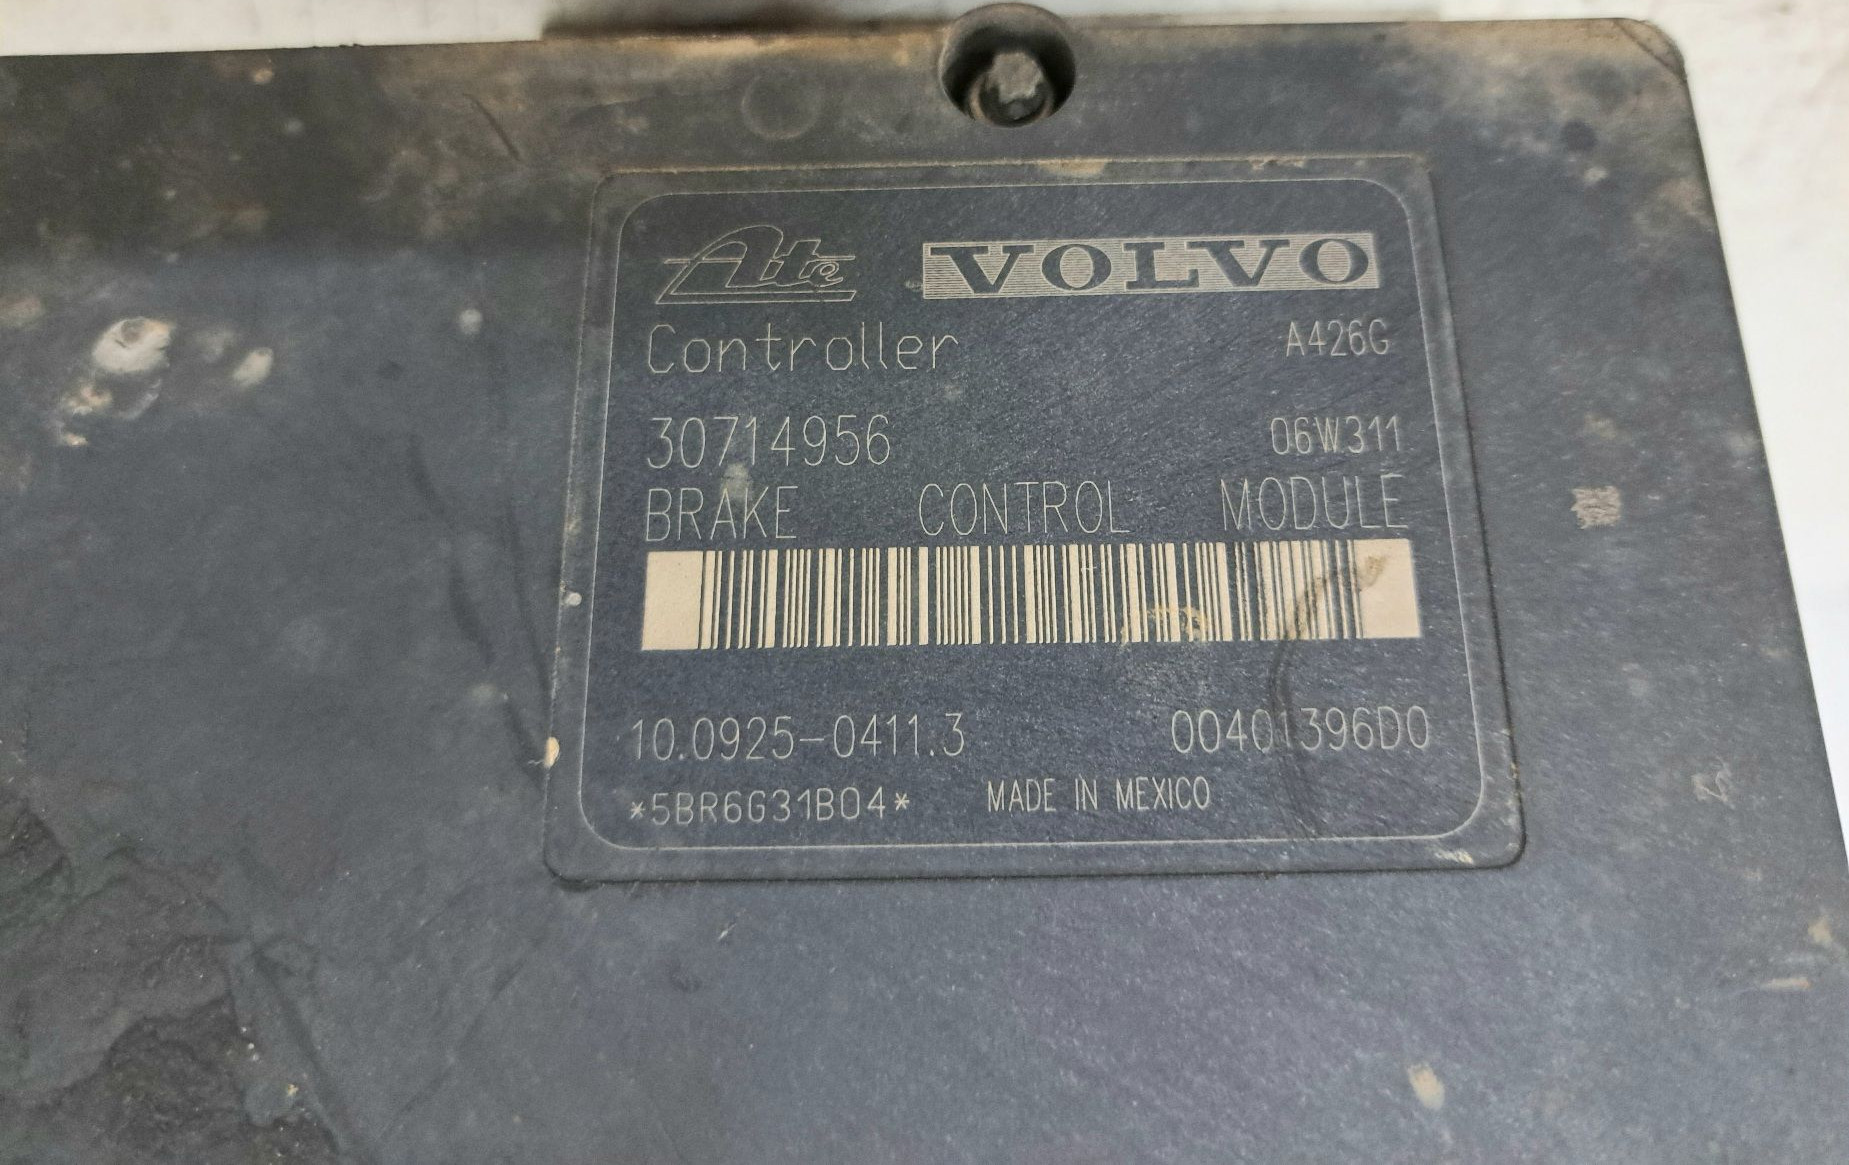 Ate VOLVO
Controller A426G
30714956 06W311
BRAKE CONTROL MODULE
10.0925-0411.3 00401396D0
*5BR6G31B04* MADE IN MEXICO